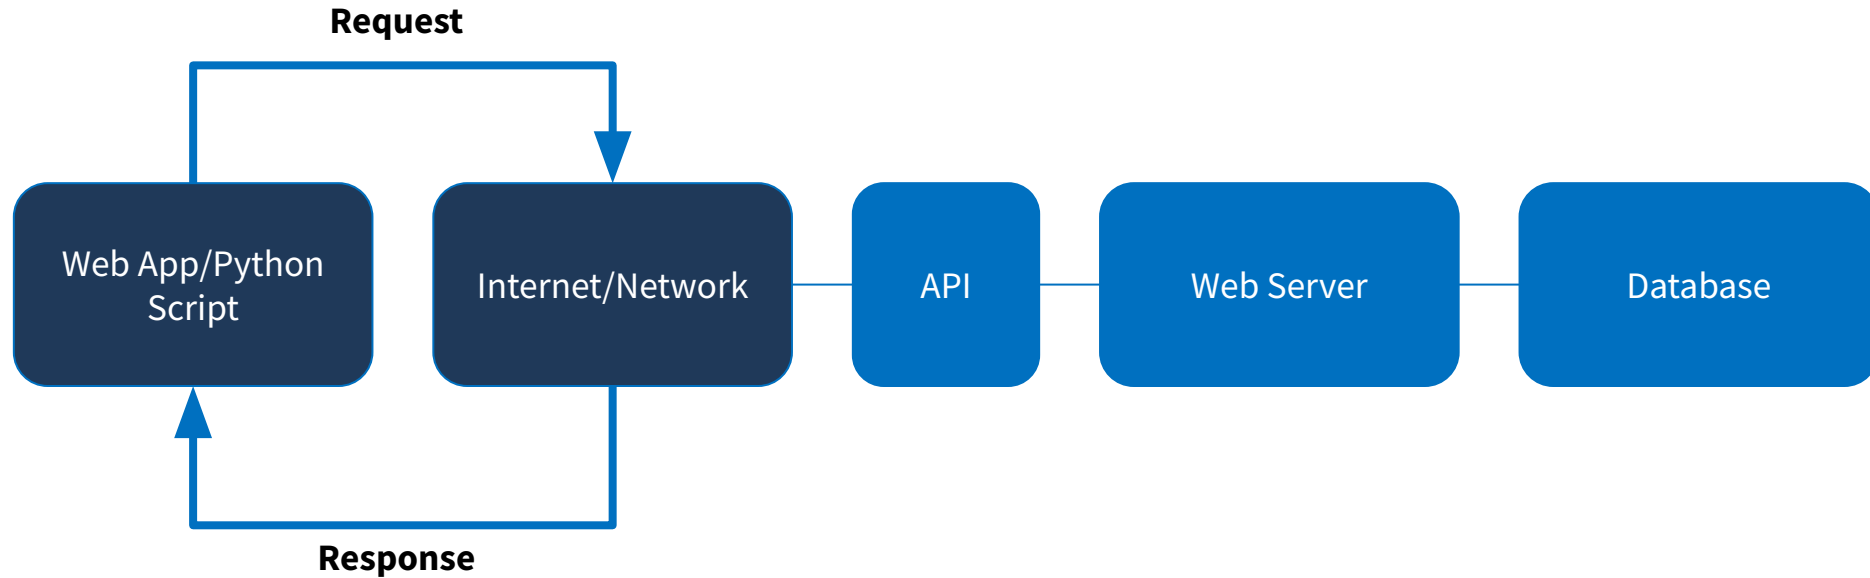 Request
Web App/Python
Script
Internet/Network
API
Web Server
Database
Response